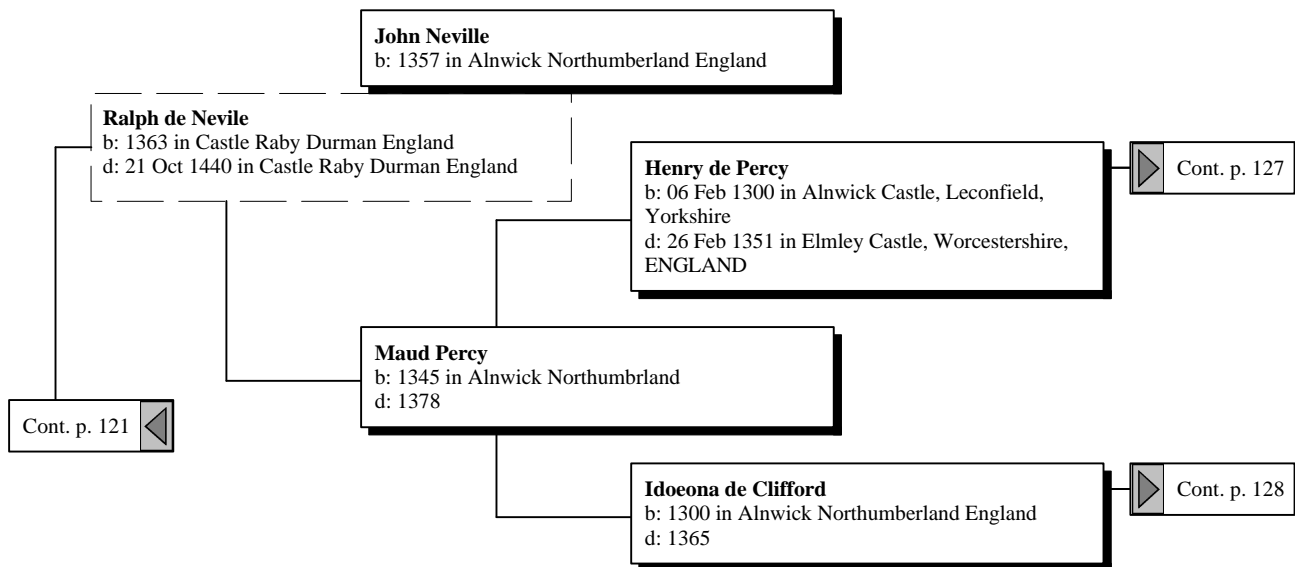 John Neville
b: 1357 in Alnwick Northumberland England
Ralph de Nevile
b: 1363 in Castle Raby Durman England
d: 21 Oct 1440 in Castle Raby Durman England
Henry de Percy
b: 06 Feb 1300 in Alnwick Castle, Leconfield,
Yorkshire
d: 26 Feb 1351 in Elmley Castle, Worcestershire,
ENGLAND
Cont. p. 127
Maud Percy
b: 1345 in Alnwick Northumbrland
d: 1378
Cont. p. 121
Idoeona de Clifford
b: 1300 in Alnwick Northumberland England
d: 1365
Cont. p. 128